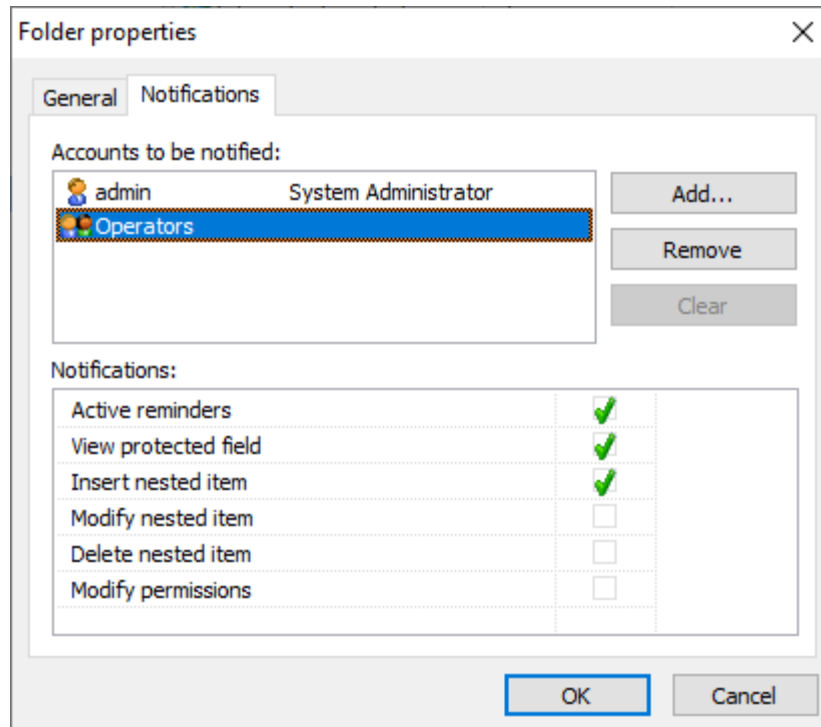 Folder properties
General Notifications
Accounts to be notified:
admin System Administrator Add...
Operators
Remove
Clear
Notifications:
Active reminders
View protected field
Insert nested item
Modify nested item
Delete nested item
Modify permissions
OK Cancel